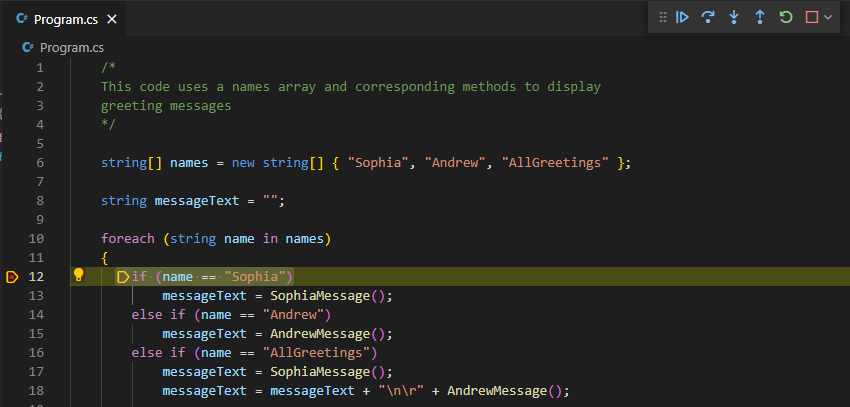 C# Program.cs
C# Program.cs
1 /*
2 This code uses a names array and corresponding methods to display
3 greeting messages
4 */
5
6 string[] names = new string[] { "Sophia", "Andrew", "AllGreetings" };
7
8 string messageText = "";
9
10 foreach (string name in names)
11 {
12 if (name == "Sophia")
13 messageText = SophiaMessage();
14 else if (name == "Andrew")
15 messageText = AndrewMessage();
16 else if (name == "AllGreetings")
17 messageText = SophiaMessage();
18 messageText = messageText + "\n\r" + AndrewMessage();